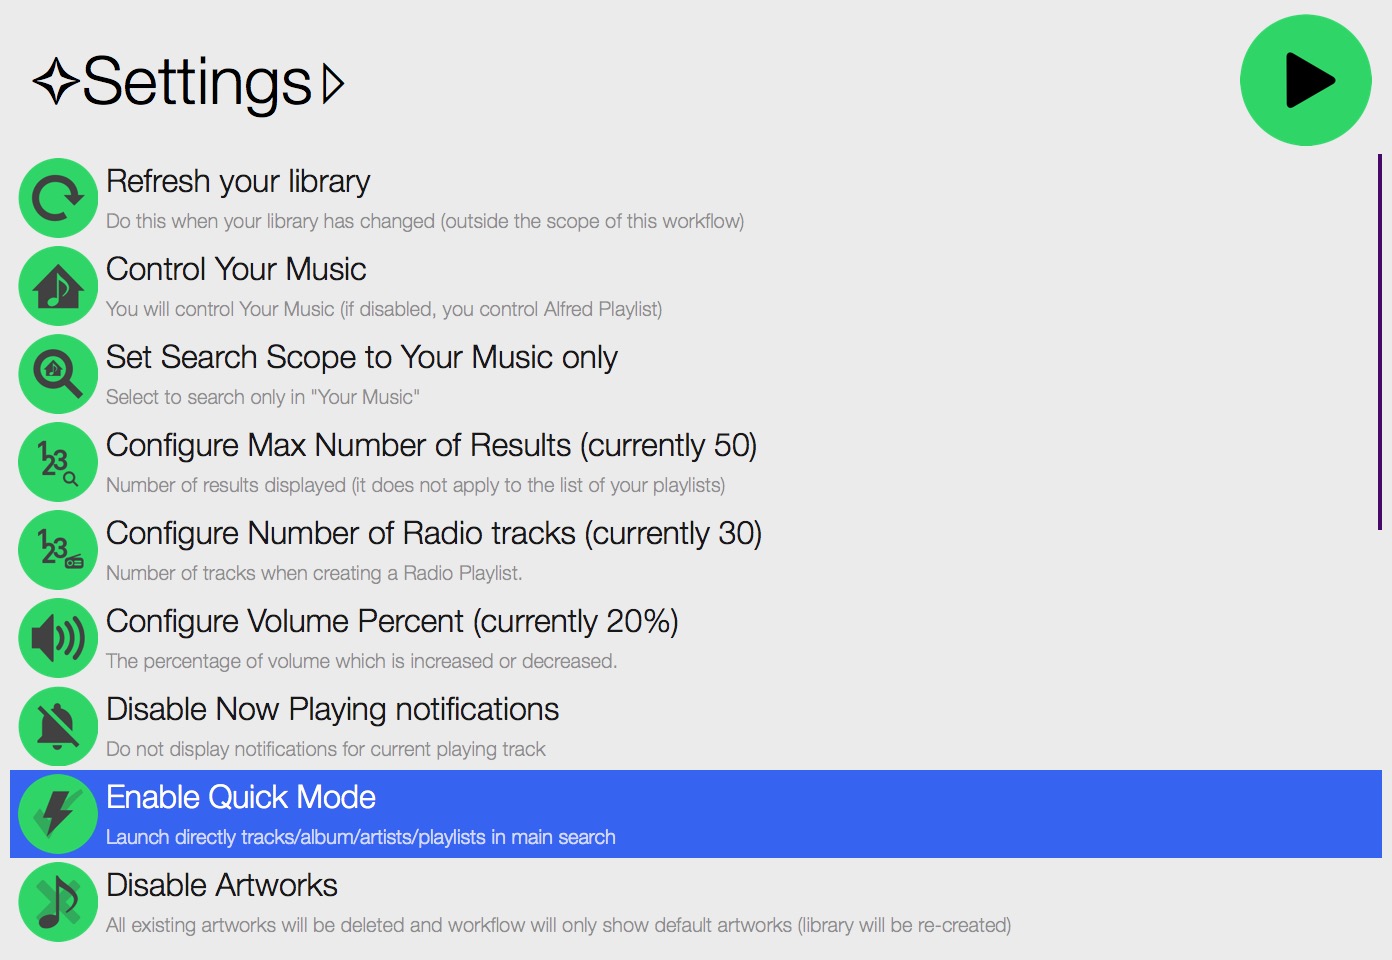 ✧Settings▹
Refresh your library
Do this when your library has changed (outside the scope of this workflow)
Control Your Music
You will control Your Music (if disabled, you control Alfred Playlist)
Set Search Scope to Your Music only
Select to search only in "Your Music"
123
Configure Max Number of Results (currently 50)
Number of results displayed (it does not apply to the list of your playlists)
123
Configure Number of Radio tracks (currently 30)
Number of tracks when creating a Radio Playlist.
Configure Volume Percent (currently 20%)
The percentage of volume which is increased or decreased.
Disable Now Playing notifications
Do not display notifications for current playing track
Enable Quick Mode
Launch directly tracks/album/artists/playlists in main search
Disable Artworks
All existing artworks will be deleted and workflow will only show default artworks (library will be re-created)